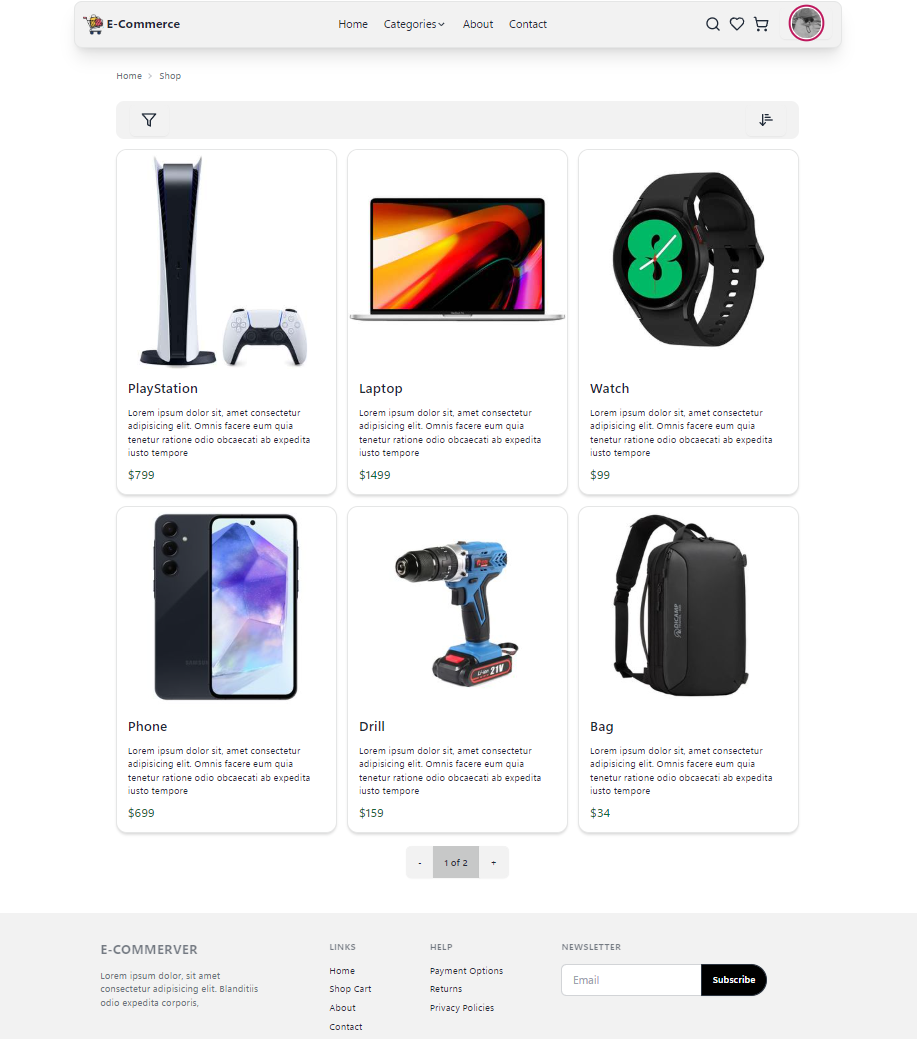 E-Commerce
Home
Categories
About
Contact
Home
Shop
PlayStation
Lorem ipsum dolor sit, amet consectetur
adipisicing elit. Omnis facere eum quia
tenetur ratione odio obcaecati ab expedita
iusto tempore
$799
Laptop
Lorem ipsum dolor sit, amet consectetur
adipisicing elit. Omnis facere eum quia
tenetur ratione odio obcaecati ab expedita
iusto tempore
$1499
Watch
Lorem ipsum dolor sit, amet consectetur
adipisicing elit. Omnis facere eum quia
tenetur ratione odio obcaecati ab expedita
iusto tempore
$99
SAMSUNG
Phone
Lorem ipsum dolor sit, amet consectetur
adipisicing elit. Omnis facere eum quia
tenetur ratione odio obcaecati ab expedita
iusto tempore
$699
Li-ion 21V
Drill
Lorem ipsum dolor sit, amet consectetur
adipisicing elit. Omnis facere eum quia
tenetur ratione odio obcaecati ab expedita
iusto tempore
$159
DICAMP
Bag
Lorem ipsum dolor sit, amet consectetur
adipisicing elit. Omnis facere eum quia
tenetur ratione odio obcaecati ab expedita
iusto tempore
$34
- 1 of 2 +
E-COMMERVER
Lorem ipsum dolor, sit amet
consectetur adipisicing elit. Blanditiis
odio expedita corporis,
LINKS
Home
Shop Cart
About
Contact
HELP
Payment Options
Returns
Privacy Policies
NEWSLETTER
Email
Subscribe